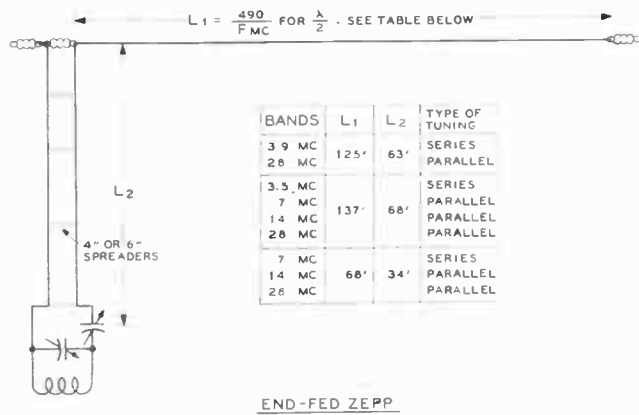 L1 = 490 / F MC FOR λ/2 . SEE TABLE BELOW
L2
4" OR 6"
SPREADERS
BANDS L1 L2 TYPE OF TUNING
3.9 MC 125' 63' SERIES
28 MC PARALLEL
3.5 MC 137' 68' SERIES
7 MC PARALLEL
14 MC PARALLEL
28 MC PARALLEL
7 MC 68' 34' SERIES
14 MC PARALLEL
28 MC PARALLEL
END-FED ZEPP